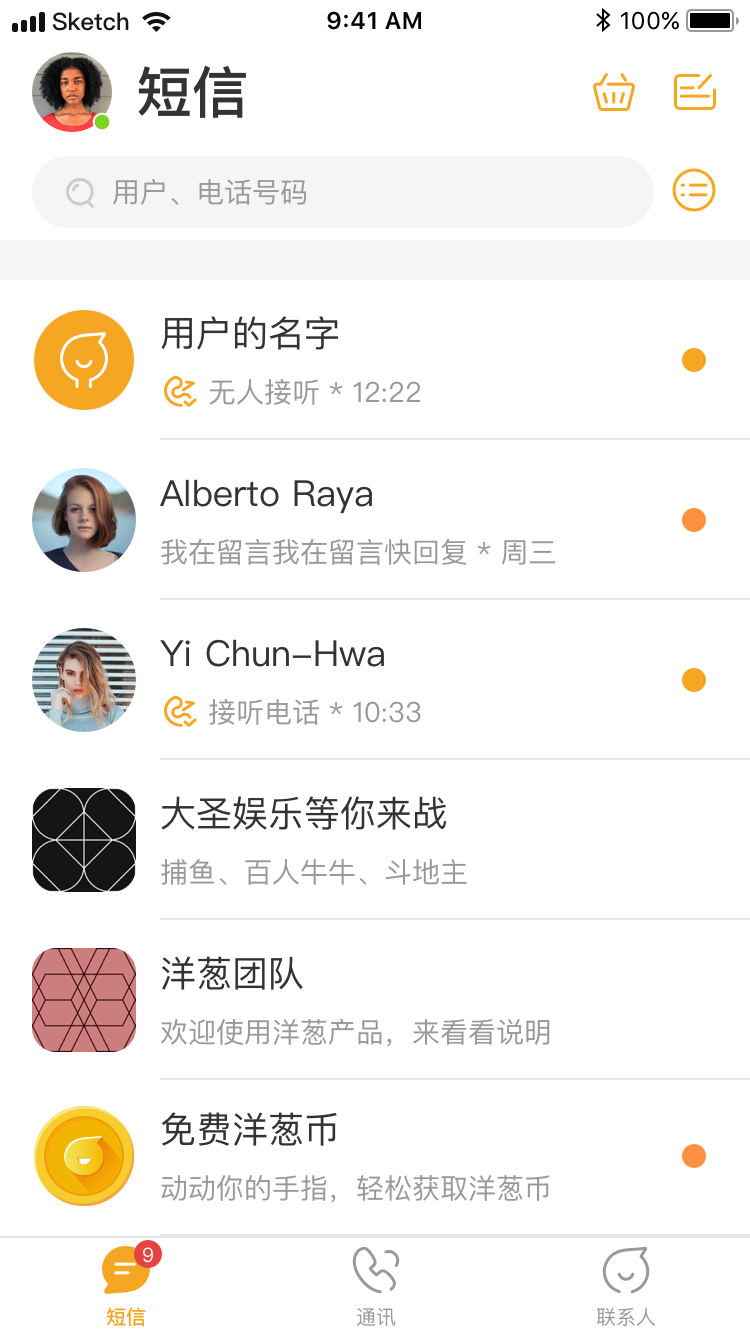 Sketch 9:41 AM 100%
短信
用户、电话号码
用户的名字
无人接听 * 12:22
Alberto Raya
我在留言我在留言快回复 * 周三
Yi Chun–Hwa
接听电话 * 10:33
大圣娱乐等你来战
捕鱼、百人牛牛、斗地主
洋葱团队
欢迎使用洋葱产品，来看看说明
免费洋葱币
动动你的手指，轻松获取洋葱币
9
短信 通讯 联系人